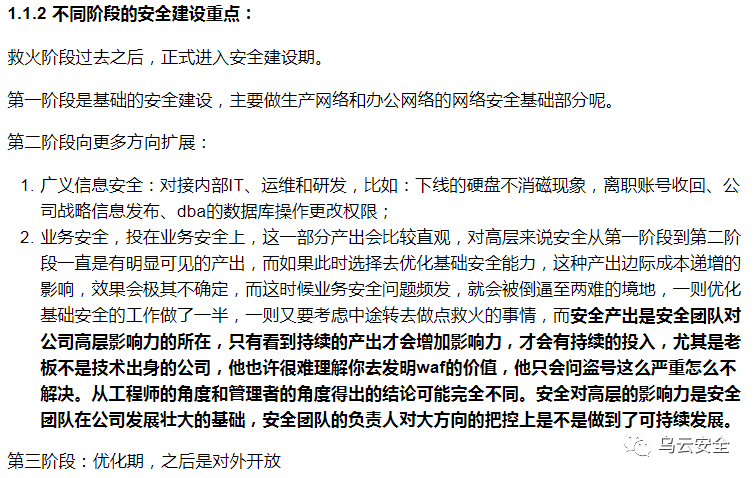 1.1.2 不同阶段的安全建设重点：
救火阶段过去之后，正式进入安全建设期。
第一阶段是基础的安全建设，主要做生产网络和办公网络的网络安全基础部分呢。
第二阶段向更多方向扩展：
1. 广义信息安全：对接内部IT、运维和研发，比如：下线的硬盘不消磁现象，离职账号收回、公
司战略信息发布、dba的数据库操作更改权限；
2. 业务安全，投在业务安全上，这一部分产出会比较直观，对高层来说安全从第一阶段到第二阶
段一直是有明显可见的产出，而如果此时选择去优化基础安全能力，这种产出边际成本递增的
影响，效果会极其不确定，而这时候业务安全问题频发，就会被倒逼至两难的境地，一则优化
基础安全的工作做了一半，一则又要考虑中途转去做点救火的事情，而安全产出是安全团队对
公司高层影响力的所在，只有看到持续的产出才会增加影响力，才会有持续的投入，尤其是老
板不是技术出身的公司，他也许很难理解你去发明waf的价值，他只会问盗号这么严重怎么不
解决。从工程师的角度和管理者的角度得出的结论可能完全不同。安全对高层的影响力是安全
团队在公司发展壮大的基础，安全团队的负责人对大方向的把控上是不是做到了可持续发展。
第三阶段：优化期，之后是对外开放
乌云安全